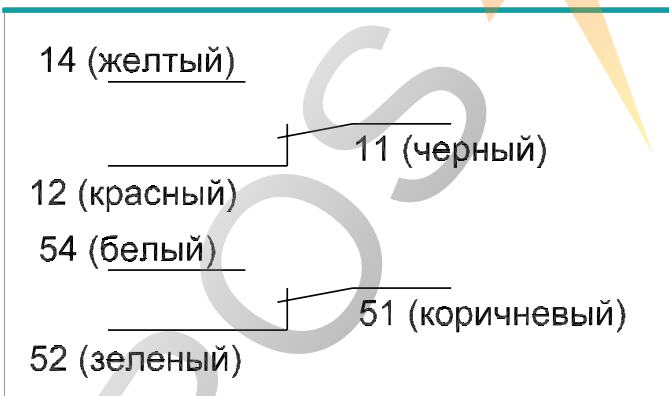 14 (желтый)
11 (черный)
12 (красный)
54 (белый)
51 (коричневый)
52 (зеленый)